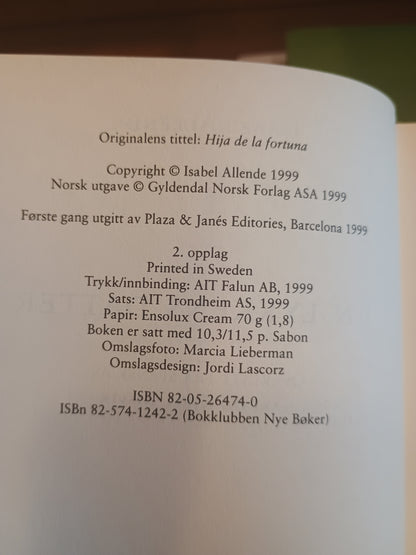 Originalens tittel: Hija de la fortuna
Copyright © Isabel Allende 1999
Norsk utgave © Gyldendal Norsk Forlag ASA 1999
Første gang utgitt av Plaza & Janés Editories, Barcelona 1999
2. opplag
Printed in Sweden
Trykk/innbinding: AIT Falun AB, 1999
Sats: AIT Trondheim AS, 1999
Papir: Ensolux Cream 70 g (1,8)
Boken er satt med 10,3/11,5 p. Sabon
Omslagsfoto: Marcia Lieberman
Omslagsdesign: Jordi Lascorz
ISBN 82-05-26474-0
ISBn 82-574-1242-2 (Bokklubben Nye Bøker)